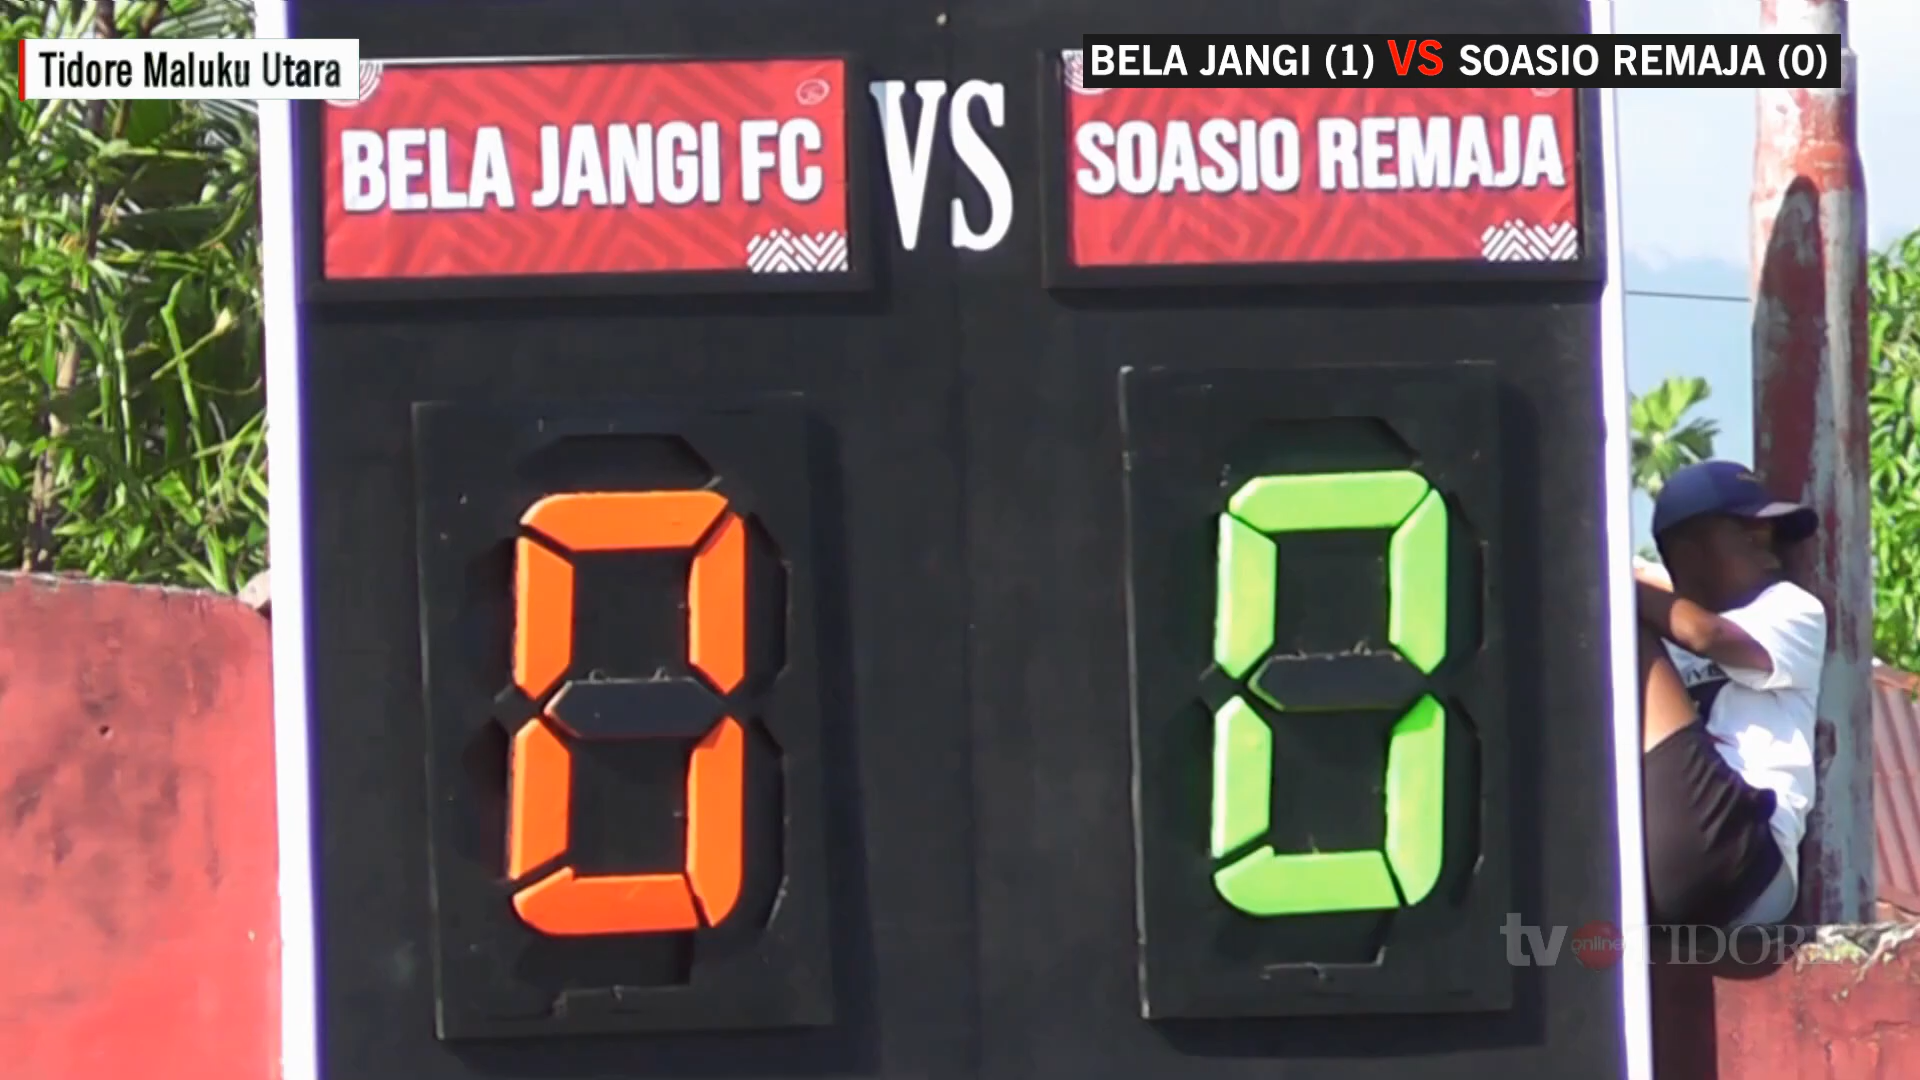 Tidore Maluku Utara
BELA JANGI (1) VS SOASIO REMAJA (0)
BELA JANGI FC VS SOASIO REMAJA
0 0
tv online TIDORE